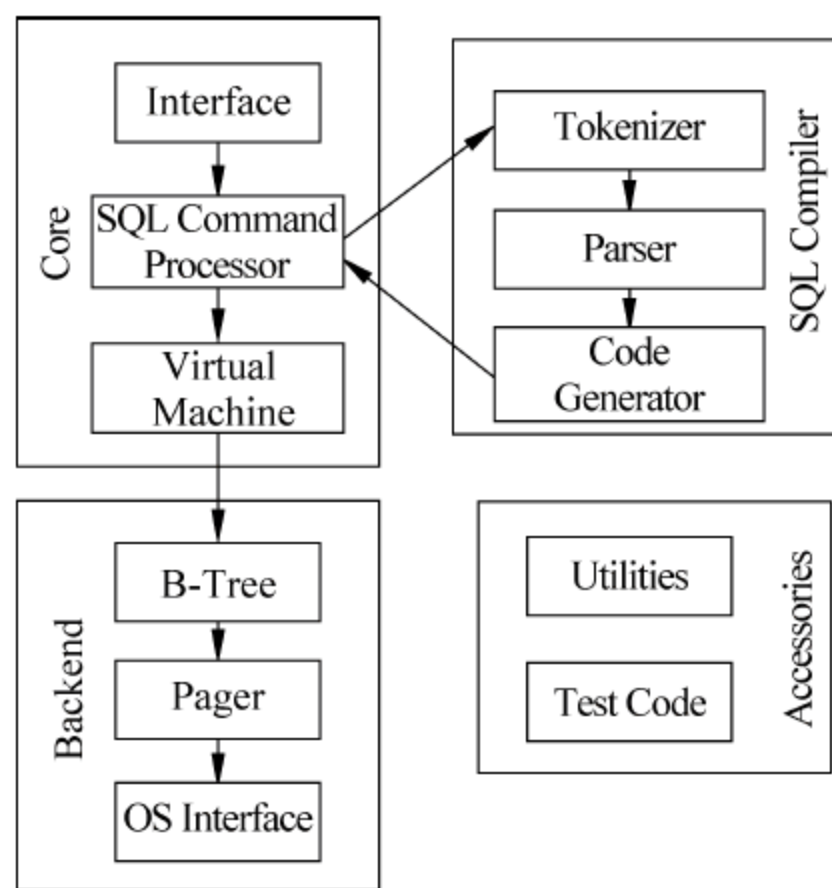 Core
Interface
SQL Command
Processor
Virtual
Machine
SQL Compiler
Tokenizer
Parser
Code
Generator
Backend
B-Tree
Pager
OS Interface
Accessories
Utilities
Test Code